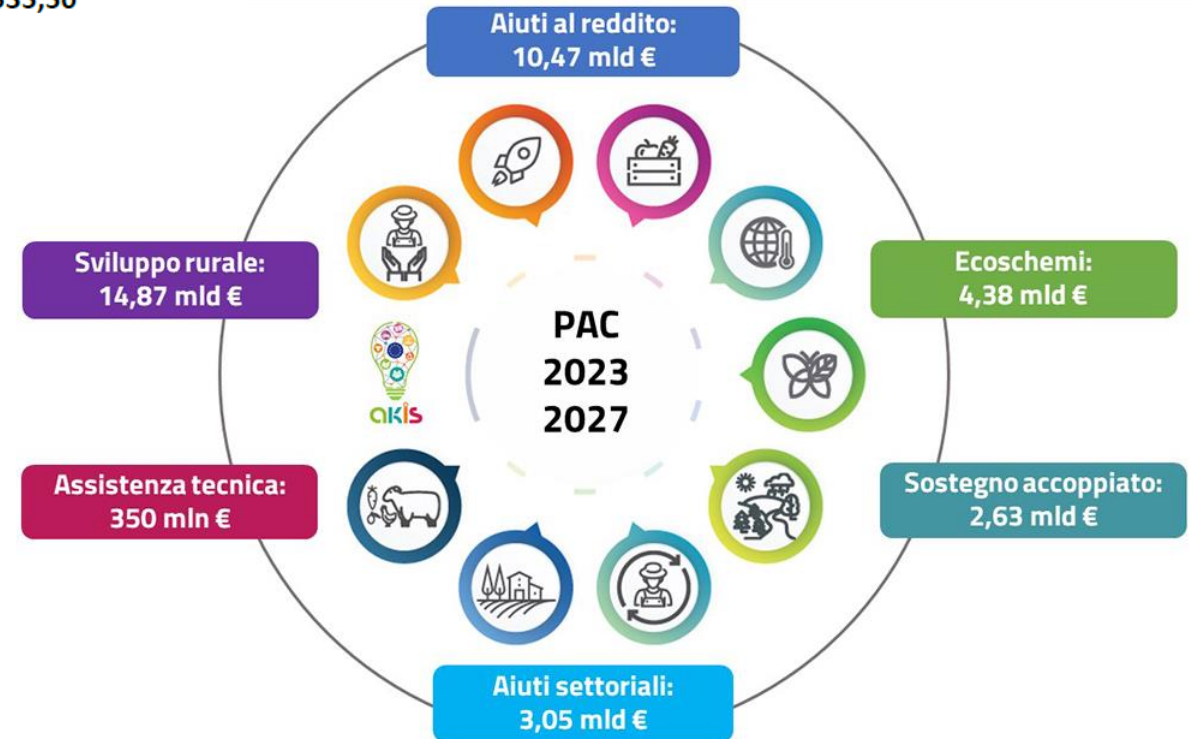 Aiuti al reddito:
10,47 mld €
Sviluppo rurale:
14,87 mld €
Ecoschemi:
4,38 mld €
PAC
2023
2027
akis
Assistenza tecnica:
350 mln €
Sostegno accoppiato:
2,63 mld €
Aiuti settoriali:
3,05 mld €